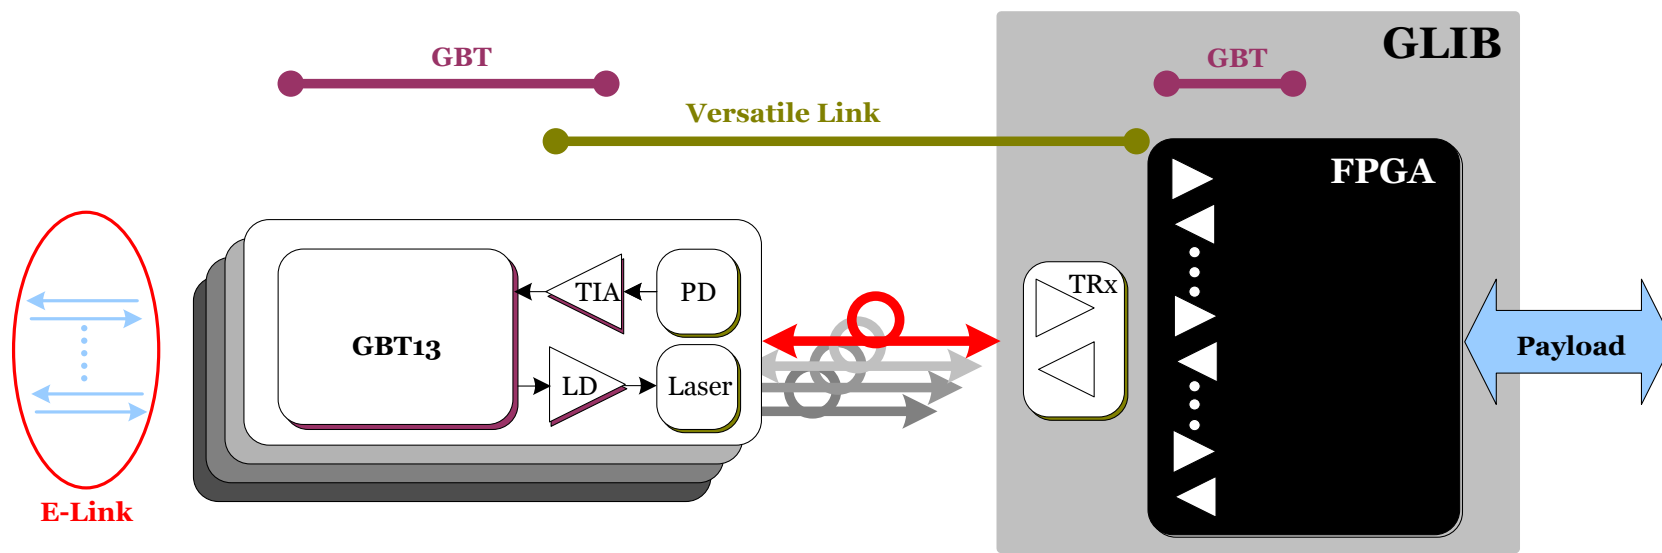 GLIB
GBT
GBT
Versatile Link
FPGA
TIA
PD
TRx
GBT13
Payload
LD
Laser
E-Link